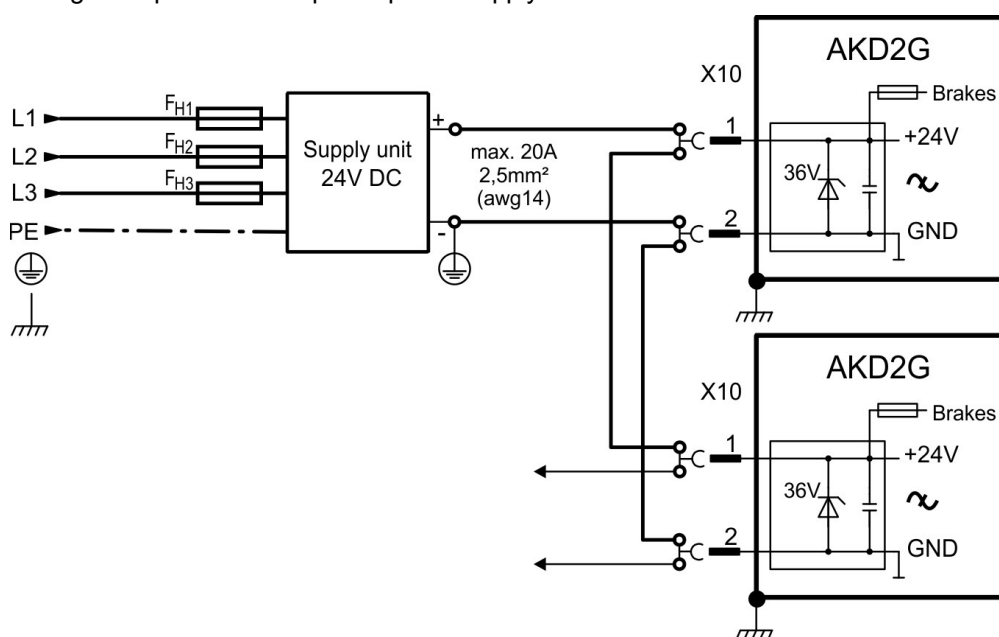 AKD2G
X10
Brakes
L1
FH1
1
+24V
+
Supply unit
24V DC
max. 20A
2,5mm²
(awg14)
36V
L2
FH2
L3
FH3
2
PE
-
GND
AKD2G
X10
Brakes
1
+24V
36V
2
GND